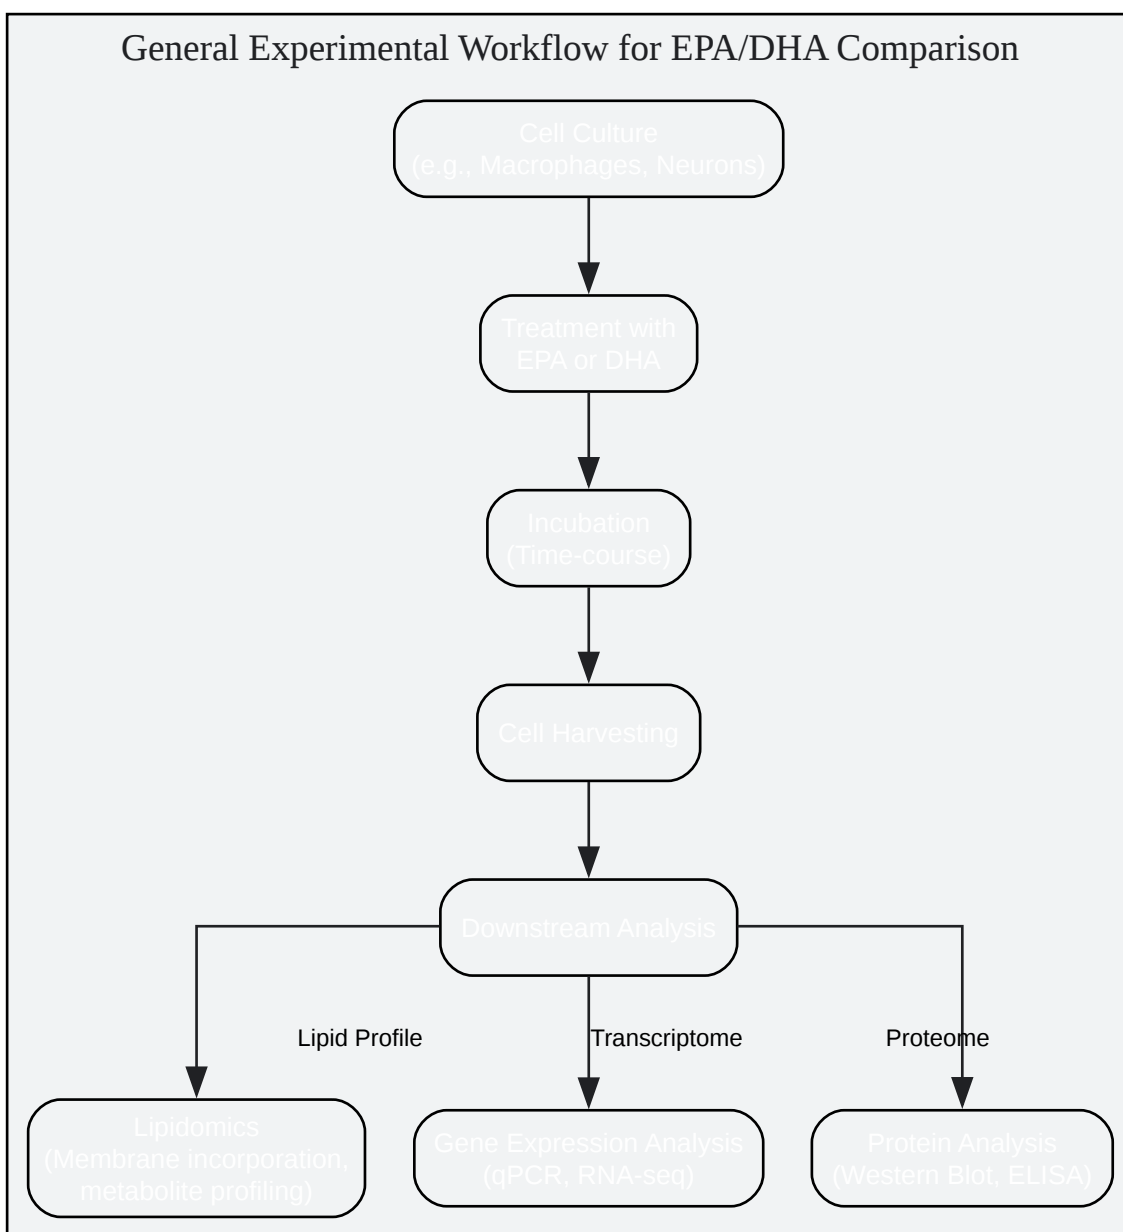 General Experimental Workflow for EPA/DHA Comparison
Cell Culture
(e.g., Macrophages, Neurons)
Treatment with
EPA or DHA
Incubation
(Time-course)
Cell Harvesting
Downstream Analysis
Lipid Profile
Transcriptome
Proteome
Lipidomics
(Membrane incorporation,
metabolite profiling)
Gene Expression Analysis
(qPCR, RNA-seq)
Protein Analysis
(Western Blot, ELISA)